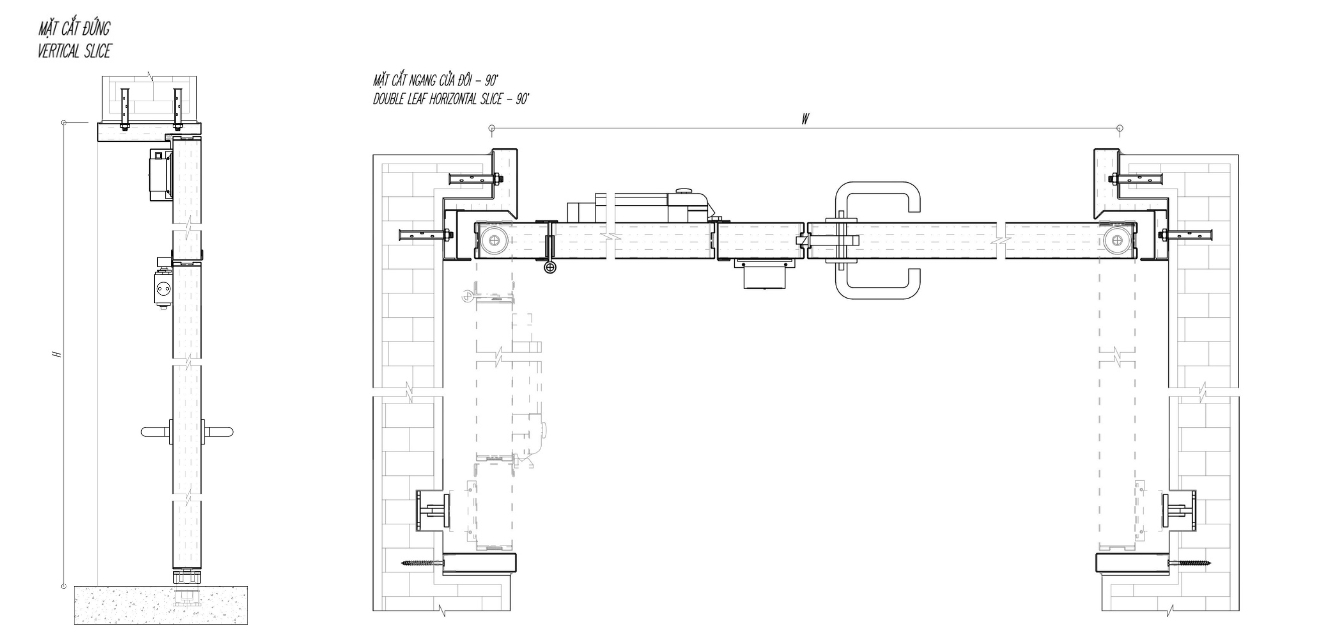 MẶT CẮT ĐỨNG
VERTICAL SLICE
MẶT CẮT NGANG CỬA ĐÔI - 90°
DOUBLE LEAF HORIZONTAL SLICE - 90°
W
H